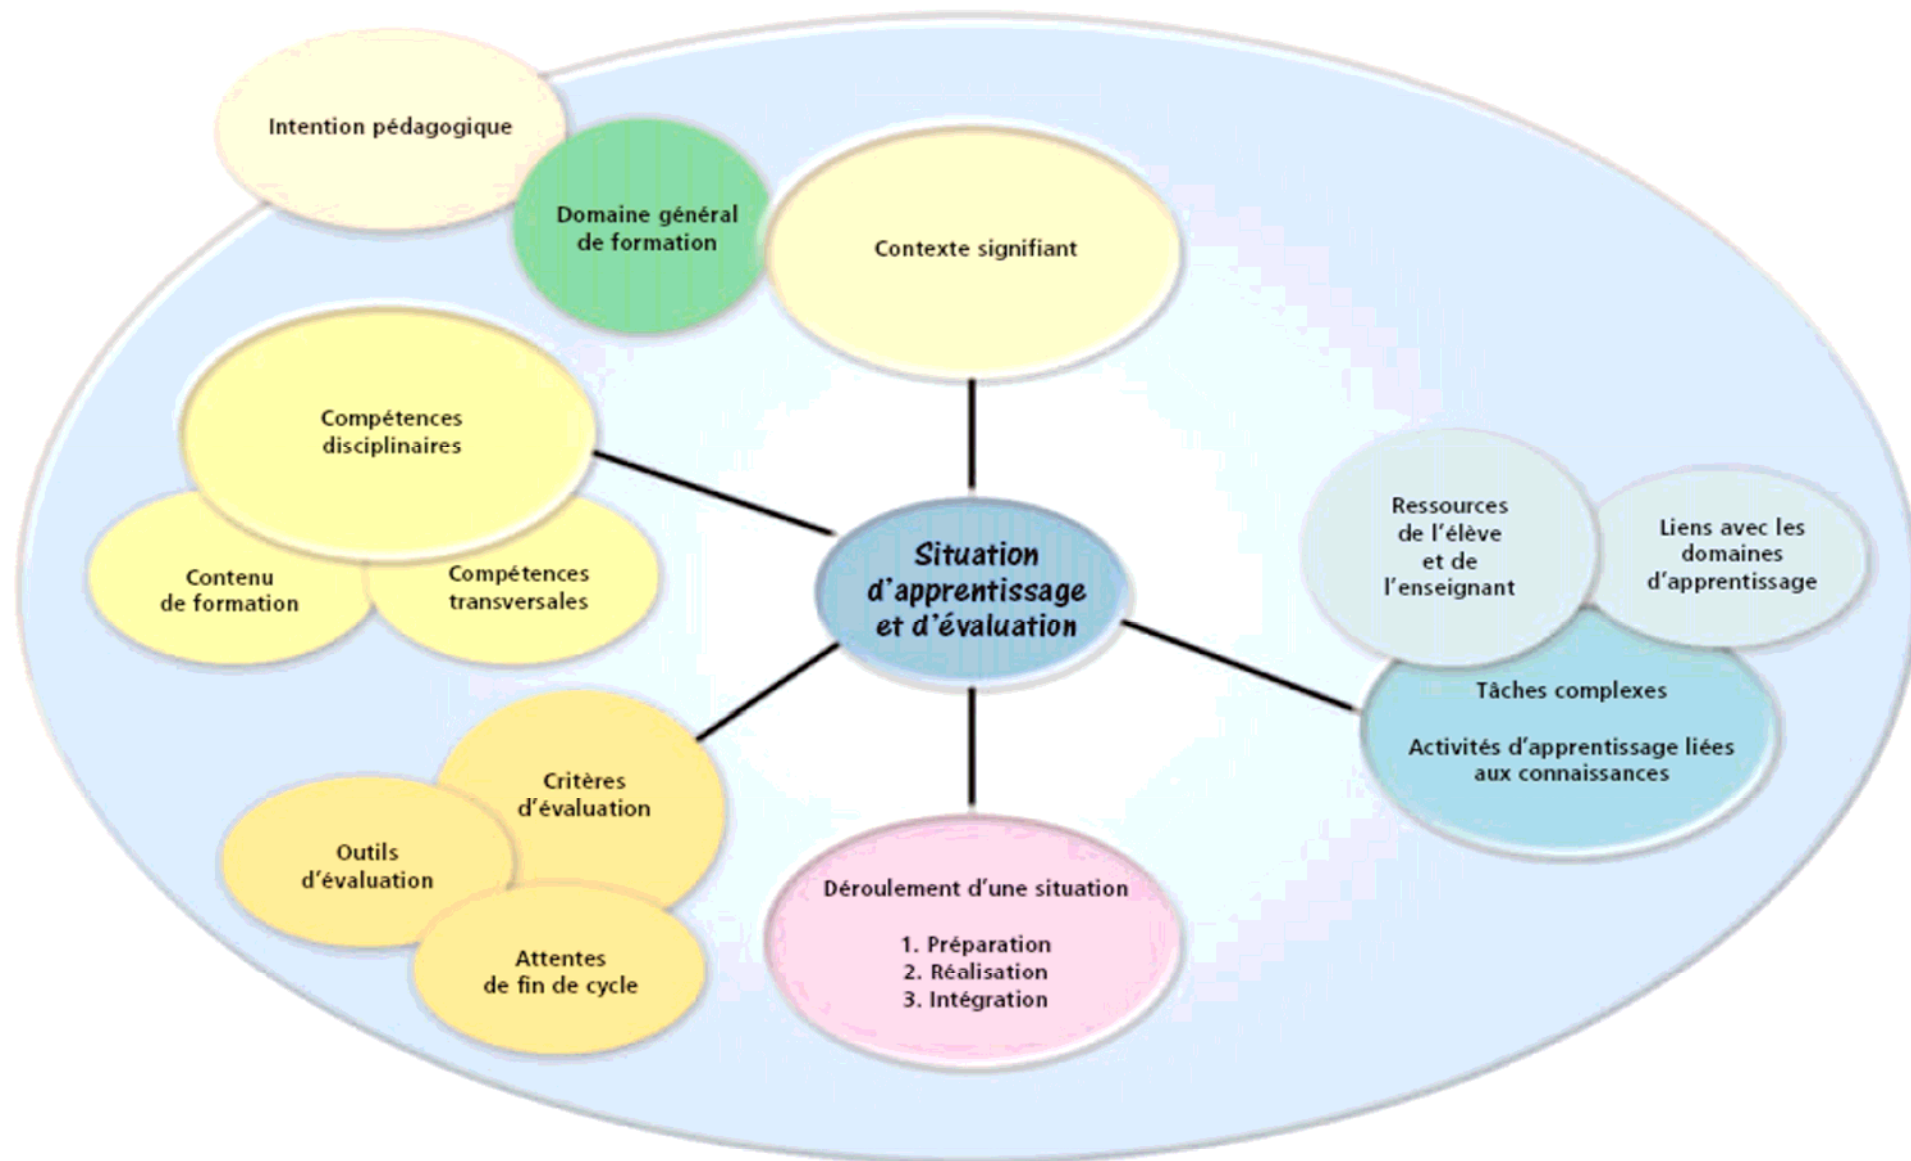 Intention pédagogique
Domaine général
de formation
Contexte signifiant
Compétences
disciplinaires
Contenu
de formation
Compétences
transversales
Situation
d'apprentissage
et d'évaluation
Ressources
de l'élève
et de
l'enseignant
Liens avec les
domaines
d'apprentissage
Tâches complexes
Activités d'apprentissage liées
aux connaissances
Critères
d'évaluation
Outils
d'évaluation
Attentes
de fin de cycle
Déroulement d'une situation
1. Préparation
2. Réalisation
3. Intégration